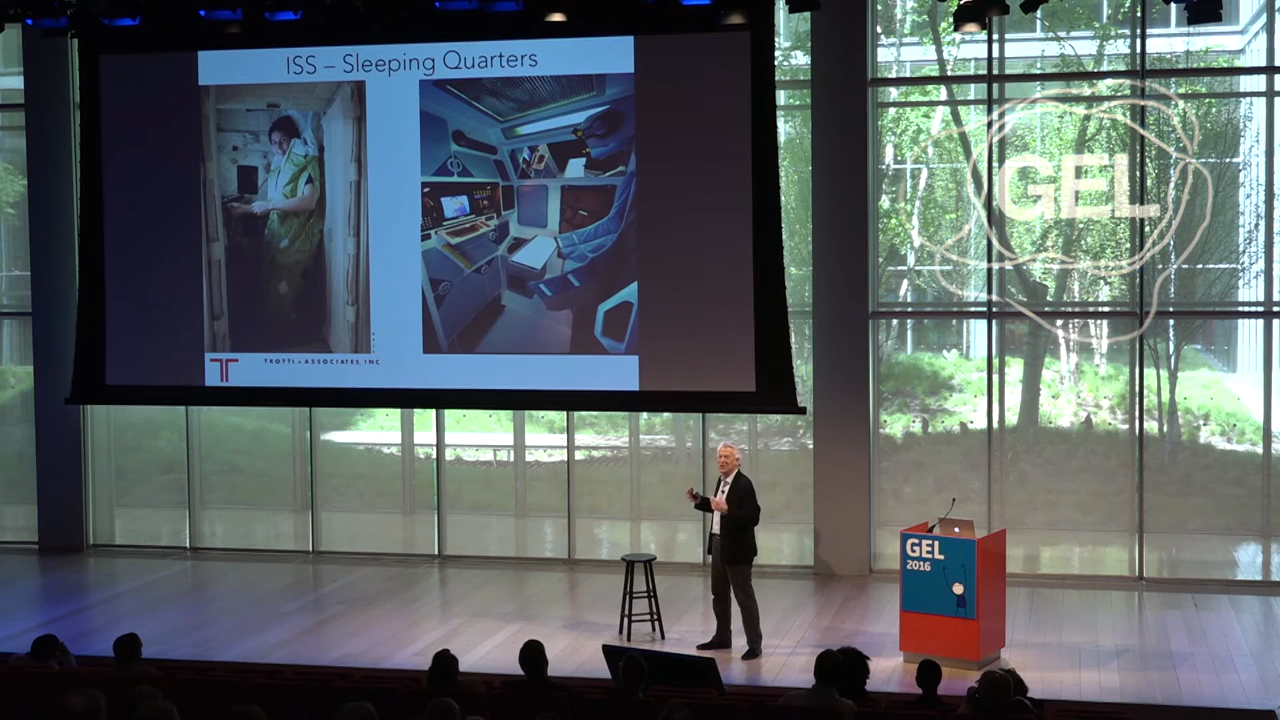 ISS – Sleeping Quarters
TROTTI + ASSOCIATES, INC
GEL
GEL
2016